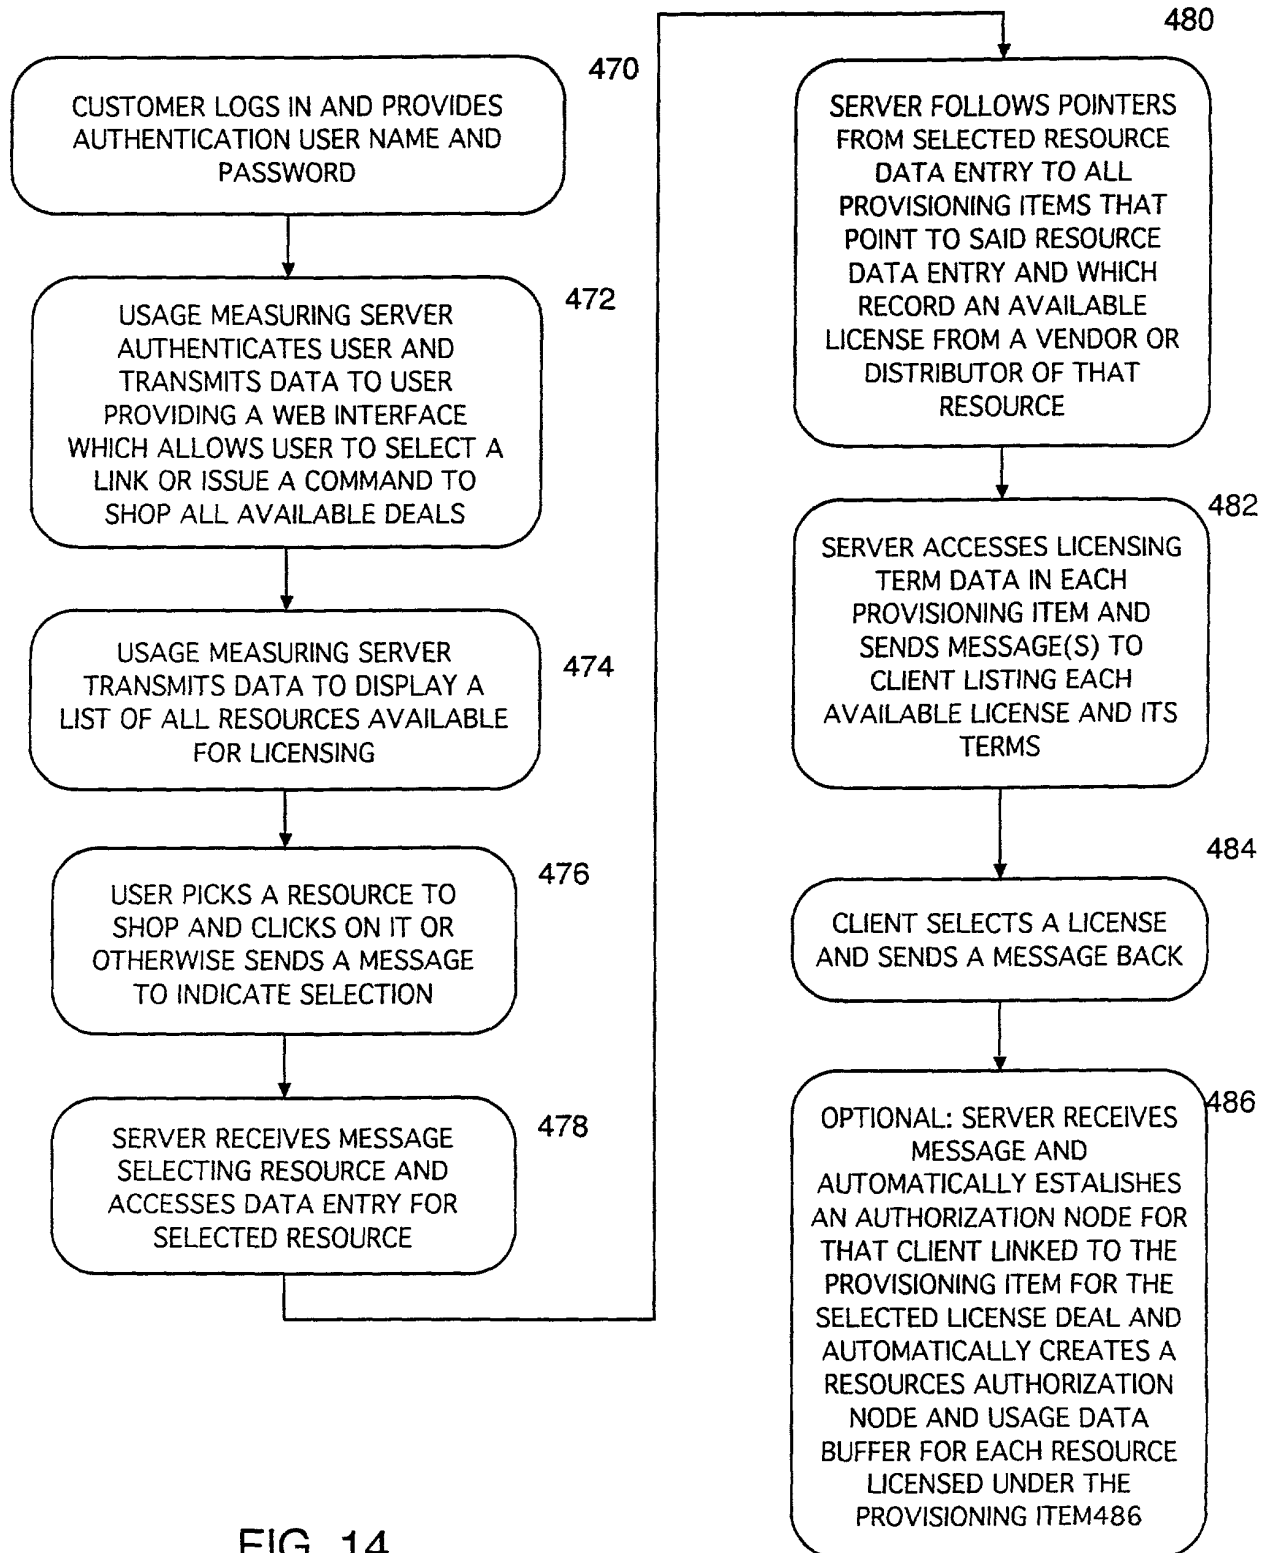 470
CUSTOMER LOGS IN AND PROVIDES
AUTHENTICATION USER NAME AND
PASSWORD
472
USAGE MEASURING SERVER
AUTHENTICATES USER AND
TRANSMITS DATA TO USER
PROVIDING A WEB INTERFACE
WHICH ALLOWS USER TO SELECT A
LINK OR ISSUE A COMMAND TO
SHOP ALL AVAILABLE DEALS
474
USAGE MEASURING SERVER
TRANSMITS DATA TO DISPLAY A
LIST OF ALL RESOURCES AVAILABLE
FOR LICENSING
476
USER PICKS A RESOURCE TO
SHOP AND CLICKS ON IT OR
OTHERWISE SENDS A MESSAGE
TO INDICATE SELECTION
478
SERVER RECEIVES MESSAGE
SELECTING RESOURCE AND
ACCESSES DATA ENTRY FOR
SELECTED RESOURCE
480
SERVER FOLLOWS POINTERS
FROM SELECTED RESOURCE
DATA ENTRY TO ALL
PROVISIONING ITEMS THAT
POINT TO SAID RESOURCE
DATA ENTRY AND WHICH
RECORD AN AVAILABLE
LICENSE FROM A VENDOR OR
DISTRIBUTOR OF THAT
RESOURCE
482
SERVER ACCESSES LICENSING
TERM DATA IN EACH
PROVISIONING ITEM AND
SENDS MESSAGE(S) TO
CLIENT LISTING EACH
AVAILABLE LICENSE AND ITS
TERMS
484
CLIENT SELECTS A LICENSE
AND SENDS A MESSAGE BACK
486
OPTIONAL: SERVER RECEIVES
MESSAGE AND
AUTOMATICALLY ESTALISHES
AN AUTHORIZATION NODE FOR
THAT CLIENT LINKED TO THE
PROVISIONING ITEM FOR THE
SELECTED LICENSE DEAL AND
AUTOMATICALLY CREATES A
RESOURCES AUTHORIZATION
NODE AND USAGE DATA
BUFFER FOR EACH RESOURCE
LICENSED UNDER THE
PROVISIONING ITEM486
FIG. 14